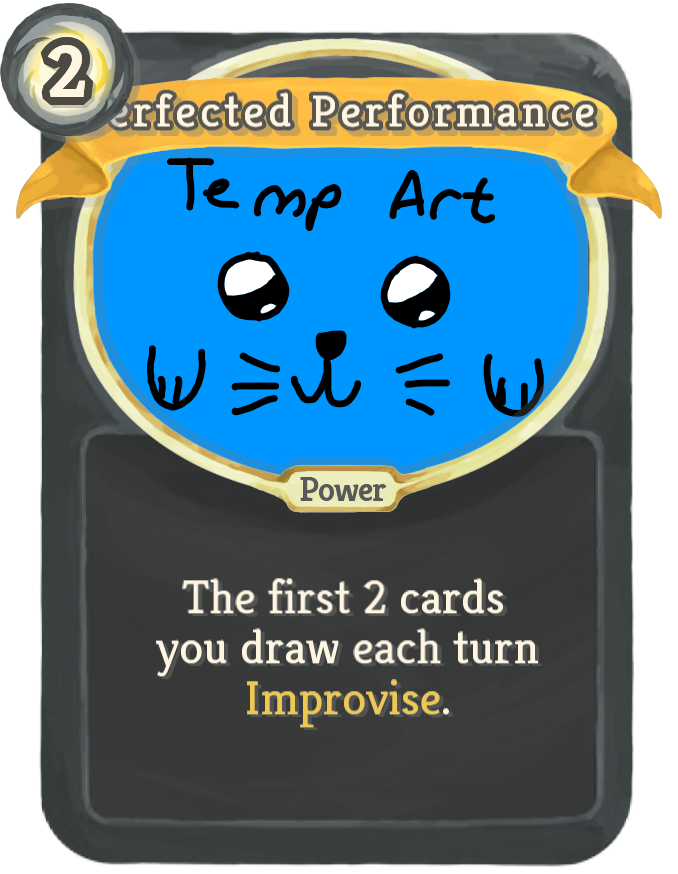 2
erfected Performance
Temp Art
Power
The first 2 cards
you draw each turn
Improvise.